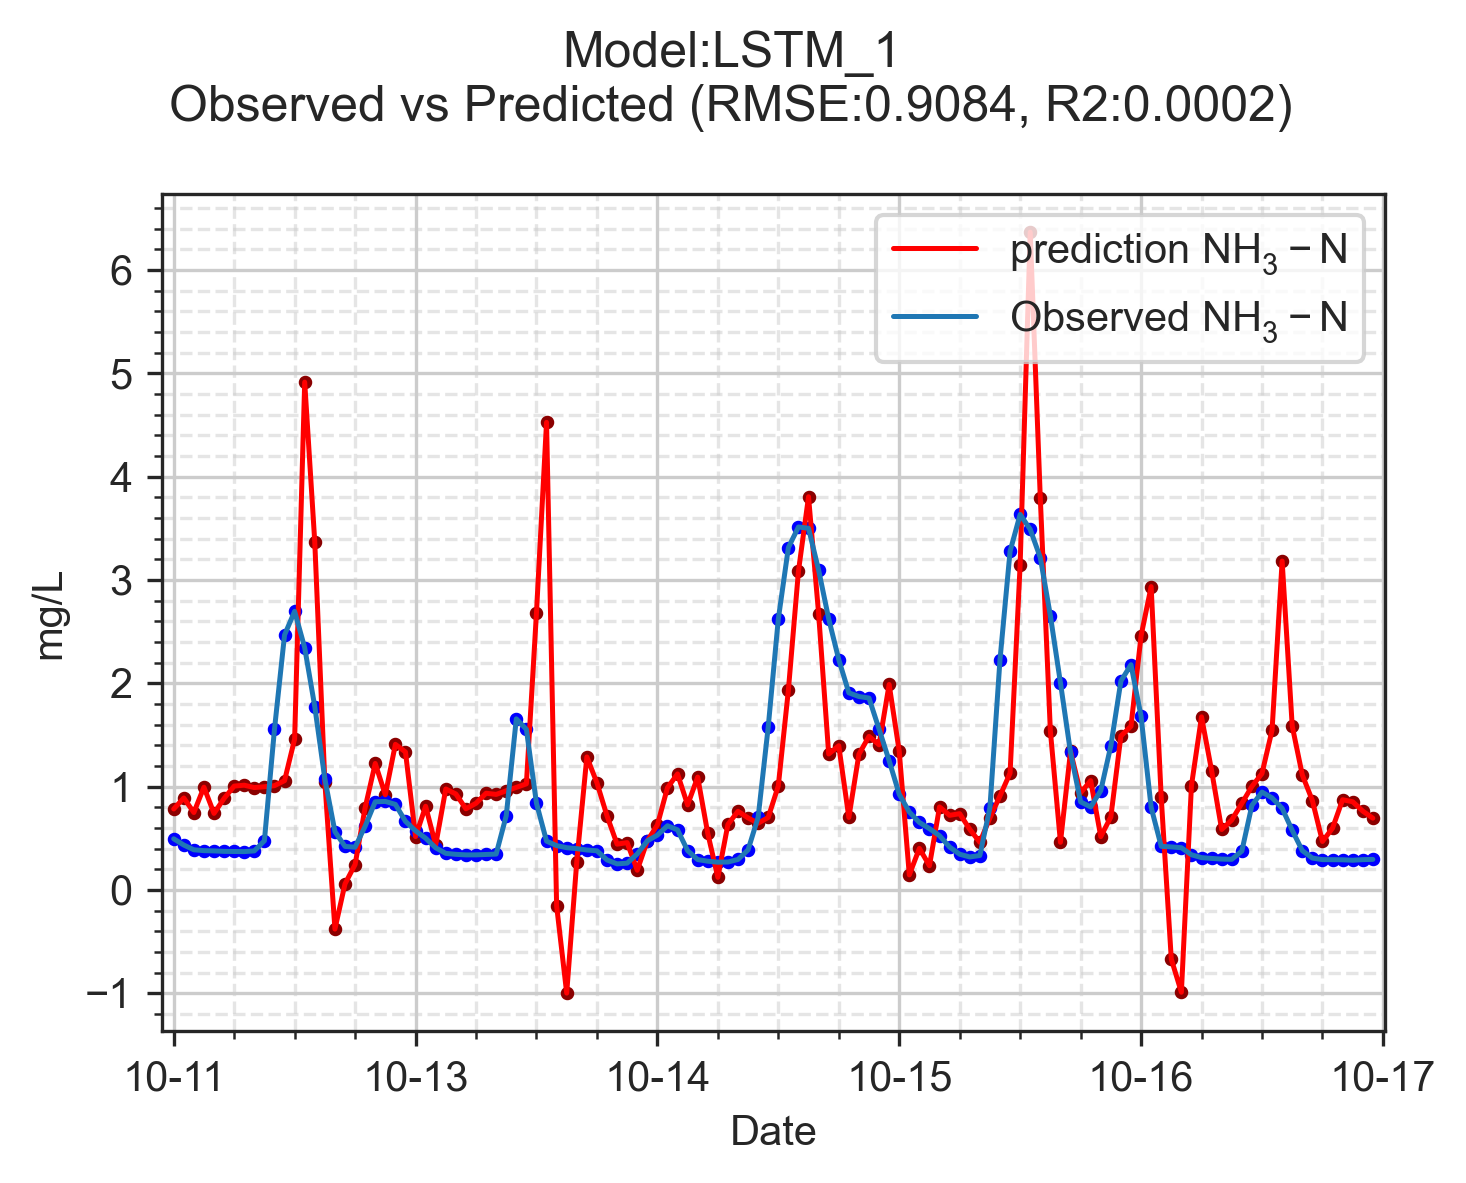 Model:LSTM_1
Observed vs Predicted (RMSE:0.9084, R2:0.0002)
prediction NH₃ − N
Observed NH₃ − N
6
5
4
3
2
1
0
−1
mg/L
10-11 10-13 10-14 10-15 10-16 10-17
Date